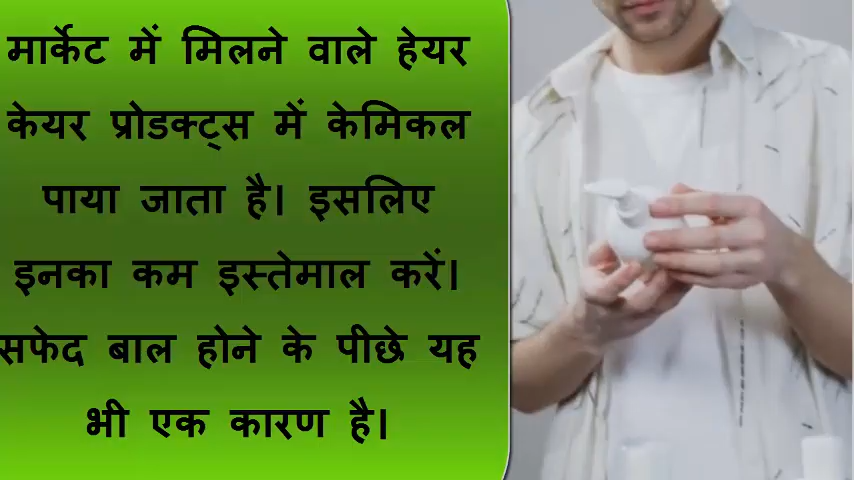 मार्केट में मिलने वाले हेयर
केयर प्रोडक्ट्स में केमिकल
पाया जाता है। इसलिए
इनका कम इस्तेमाल करें।
सफेद बाल होने के पीछे यह
भी एक कारण है।